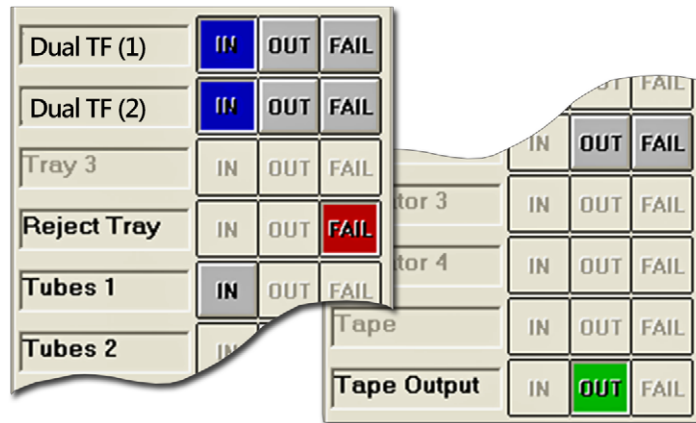 Dual TF (1) IN OUT FAIL
Dual TF (2) IN OUT FAIL
Tray 3 IN OUT FAIL
Reject Tray IN OUT FAIL
Tubes 1 IN OUT FAIL
Tubes 2 IN
FAIL
IN OUT FAIL
3 IN OUT FAIL
4 IN OUT FAIL
Tape IN OUT FAIL
Tape Output IN OUT FAIL